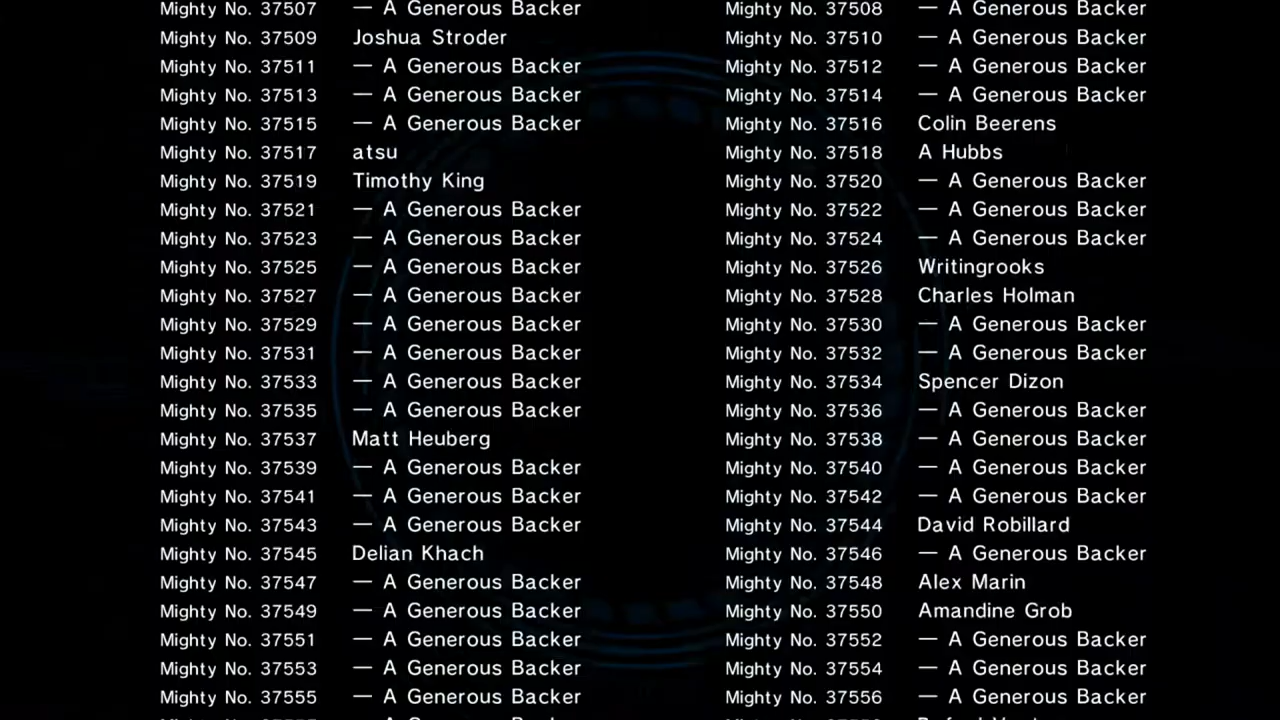 Mighty No. 37507 — A Generous Backer Mighty No. 37508 — A Generous Backer
Mighty No. 37509 Joshua Stroder Mighty No. 37510 — A Generous Backer
Mighty No. 37511 — A Generous Backer Mighty No. 37512 — A Generous Backer
Mighty No. 37513 — A Generous Backer Mighty No. 37514 — A Generous Backer
Mighty No. 37515 — A Generous Backer Mighty No. 37516 Colin Beerens
Mighty No. 37517 atsu Mighty No. 37518 A Hubbs
Mighty No. 37519 Timothy King Mighty No. 37520 — A Generous Backer
Mighty No. 37521 — A Generous Backer Mighty No. 37522 — A Generous Backer
Mighty No. 37523 — A Generous Backer Mighty No. 37524 — A Generous Backer
Mighty No. 37525 — A Generous Backer Mighty No. 37526 Writingrooks
Mighty No. 37527 — A Generous Backer Mighty No. 37528 Charles Holman
Mighty No. 37529 — A Generous Backer Mighty No. 37530 — A Generous Backer
Mighty No. 37531 — A Generous Backer Mighty No. 37532 — A Generous Backer
Mighty No. 37533 — A Generous Backer Mighty No. 37534 Spencer Dizon
Mighty No. 37535 — A Generous Backer Mighty No. 37536 — A Generous Backer
Mighty No. 37537 Matt Heuberg Mighty No. 37538 — A Generous Backer
Mighty No. 37539 — A Generous Backer Mighty No. 37540 — A Generous Backer
Mighty No. 37541 — A Generous Backer Mighty No. 37542 — A Generous Backer
Mighty No. 37543 — A Generous Backer Mighty No. 37544 David Robillard
Mighty No. 37545 Delian Khach Mighty No. 37546 — A Generous Backer
Mighty No. 37547 — A Generous Backer Mighty No. 37548 Alex Marin
Mighty No. 37549 — A Generous Backer Mighty No. 37550 Amandine Grob
Mighty No. 37551 — A Generous Backer Mighty No. 37552 — A Generous Backer
Mighty No. 37553 — A Generous Backer Mighty No. 37554 — A Generous Backer
Mighty No. 37555 — A Generous Backer Mighty No. 37556 — A Generous Backer